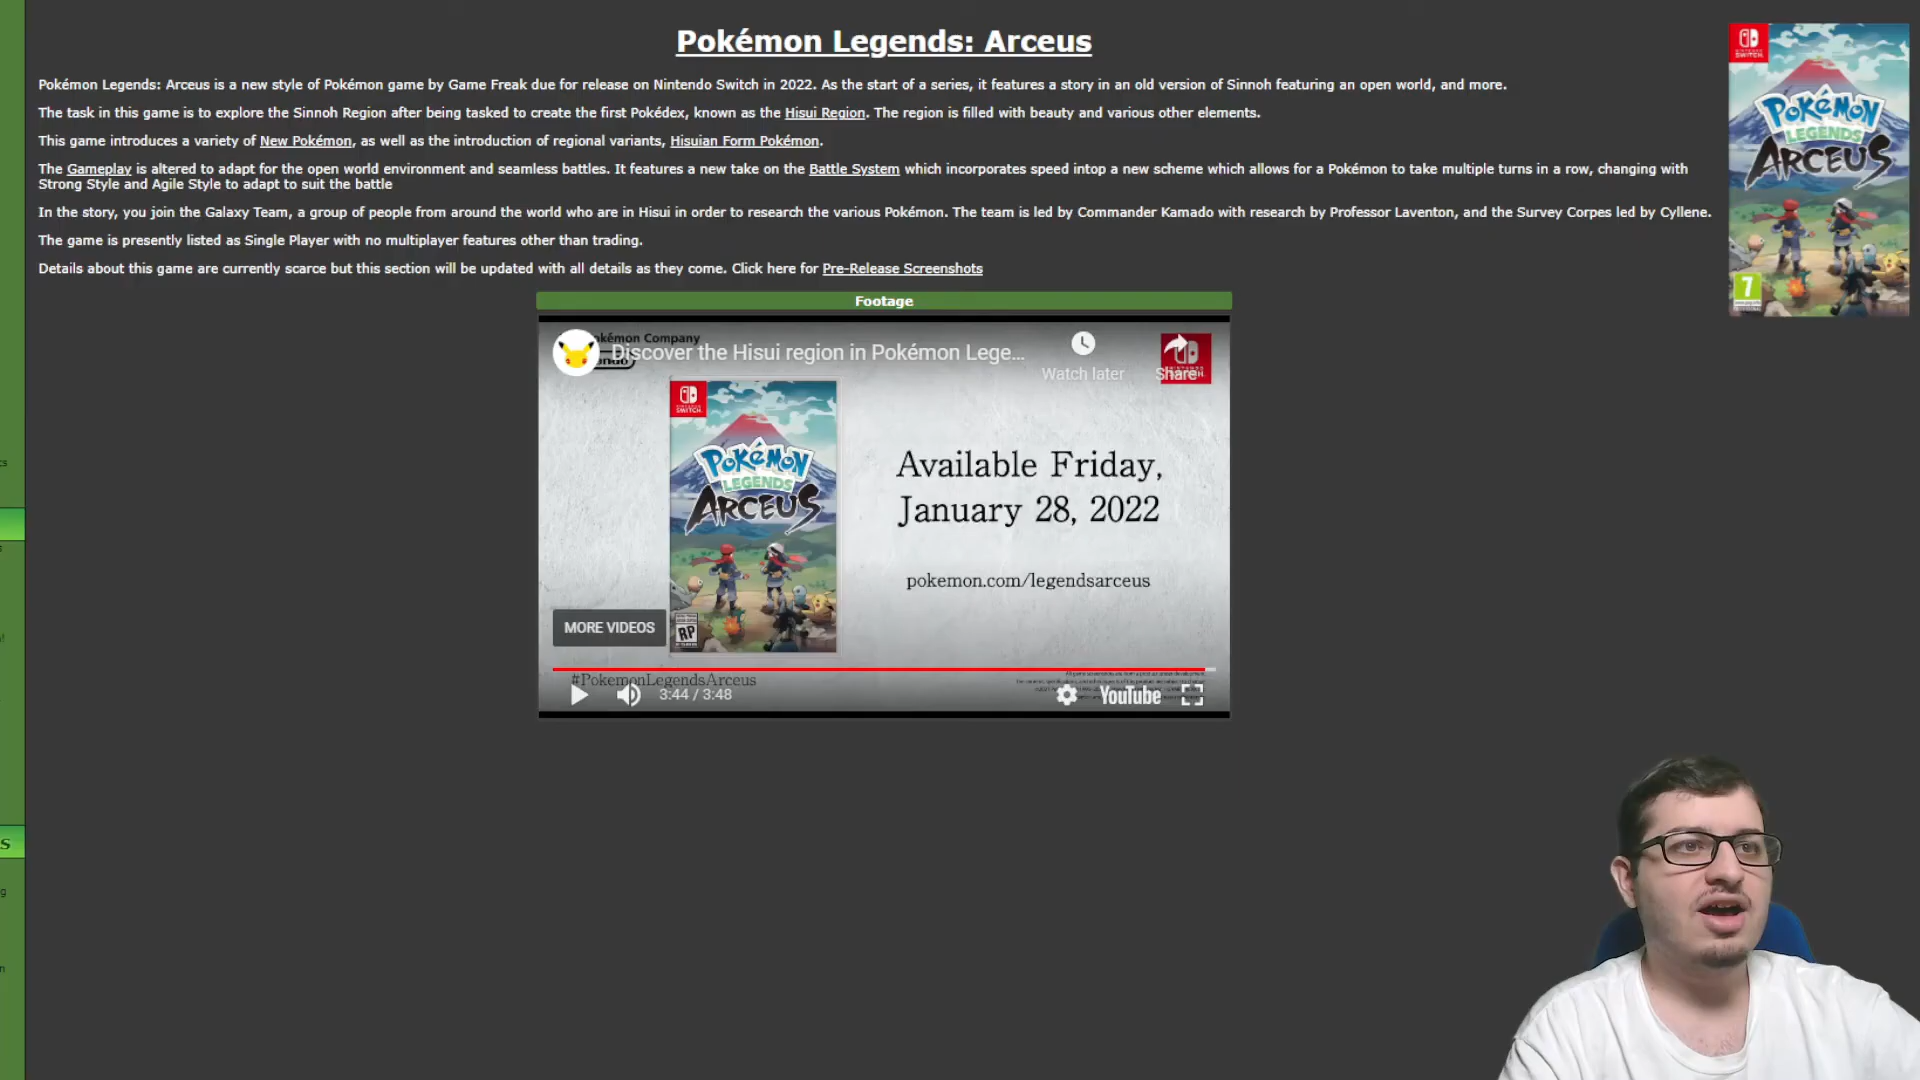 Pokémon Legends: Arceus
Pokémon Legends: Arceus is a new style of Pokémon game by Game Freak due for release on Nintendo Switch in 2022. As the start of a series, it features a story in an old version of Sinnoh featuring an open world, and more.
The task in this game is to explore the Sinnoh Region after being tasked to create the first Pokédex, known as the Hisui Region. The region is filled with beauty and various other elements.
This game introduces a variety of New Pokémon, as well as the introduction of regional variants, Hisuian Form Pokémon.
The Gameplay is altered to adapt for the open world environment and seamless battles. It features a new take on the Battle System which incorporates speed intop a new scheme which allows for a Pokémon to take multiple turns in a row, changing with
Strong Style and Agile Style to adapt to suit the battle
In the story, you join the Galaxy Team, a group of people from around the world who are in Hisui in order to research the various Pokémon. The team is led by Commander Kamado with research by Professor Laventon, and the Survey Corpes led by Cyllene.
The game is presently listed as Single Player with no multiplayer features other than trading.
Details about this game are currently scarce but this section will be updated with all details as they come. Click here for Pre-Release Screenshots
NINTENDO
SWITCH
POKéMON
LEGENDS
ARCEUS
7
Footage
Pokémon Company
Discover the Hisui region in Pokémon Lege...
Watch later
Share
NINTENDO
SWITCH
POKéMON
LEGENDS
ARCEUS
RP
Available Friday,
January 28, 2022
pokemon.com/legendsarceus
MORE VIDEOS
#PokemonLegendsArceus
3:44 / 3:48
YouTube